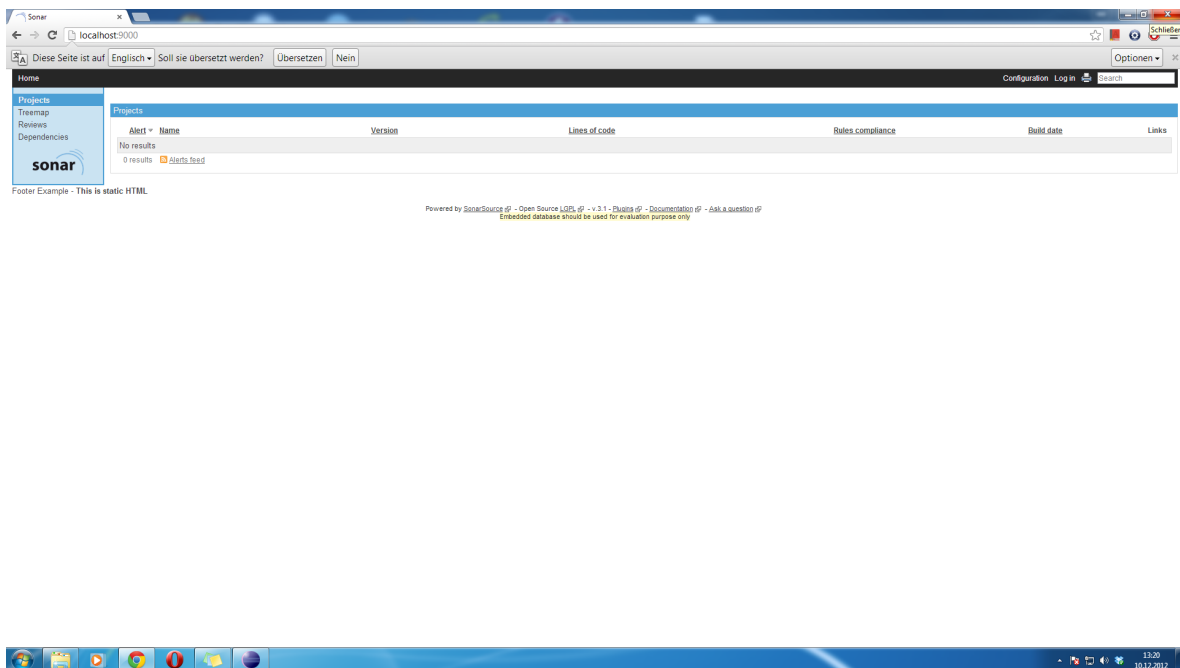 Sonar
localhost:9000
Schließen
Diese Seite ist auf Englisch Soll sie übersetzt werden? Übersetzen Nein Optionen
Home Configuration Log in Search
Projects
Treemap
Reviews
Dependencies
sonar
Projects
Alert Name Version Lines of code Rules compliance Build date Links
No results
0 results Alerts feed
Footer Example - This is static HTML.
Powered by SonarSource - Open Source LGPL - v.3.1 - Plugins - Documentation - Ask a question
Embedded database should be used for evaluation purpose only
13:20
10.12.2012